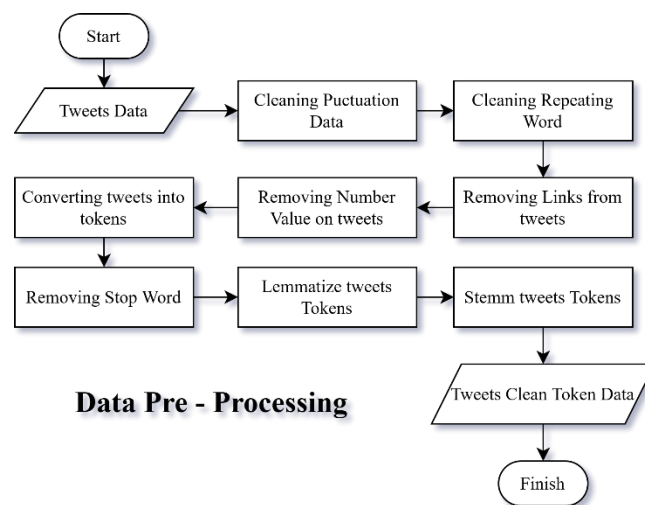 Start
Tweets Data
Cleaning Puctuation
Data
Cleaning Repeating
Word
Removing Links from
tweets
Removing Number
Value on tweets
Converting tweets into
tokens
Removing Stop Word
Lemmatize tweets
Tokens
Stemm tweets Tokens
Tweets Clean Token Data
Finish
Data Pre - Processing